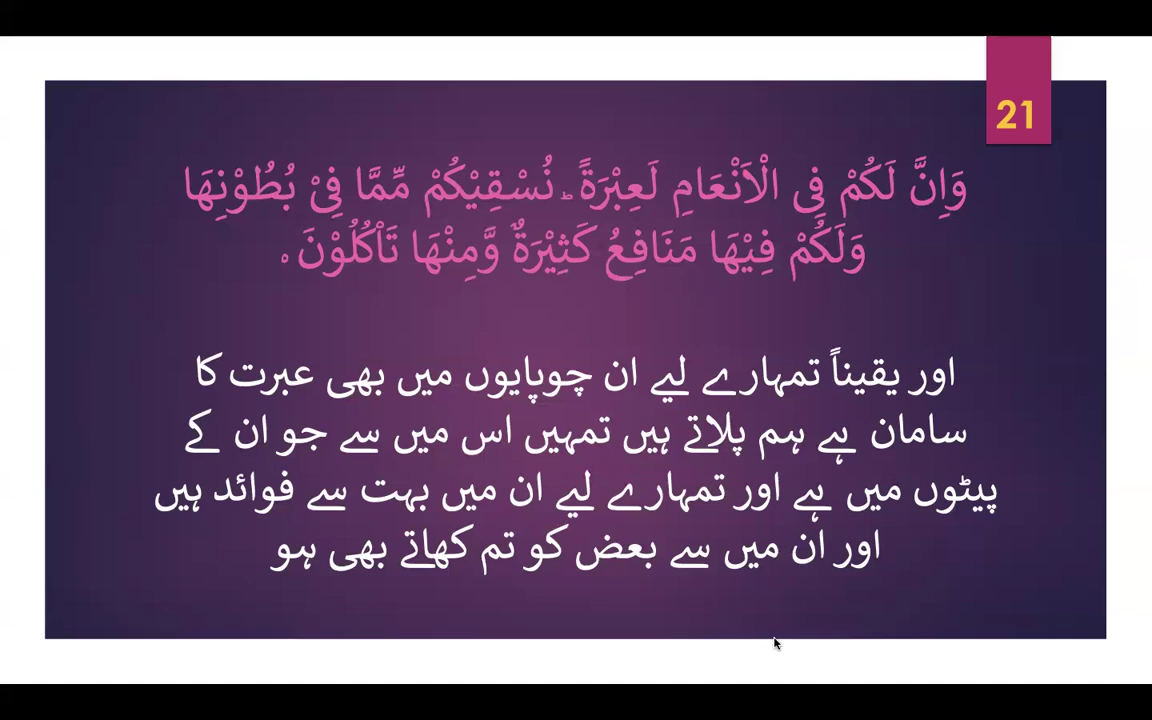 21
وَاِنَّ لَكُمْ فِی الْاَنْعَامِ لَعِبْرَةً ؕ نُسْقِیْكُمْ مِّمَّا فِیْ بُطُوْنِهَا
وَلَكُمْ فِیْهَا مَنَافِعُ كَثِیْرَةٌ وَّمِنْهَا تَاْكُلُوْنَ ۙ
اور یقیناً تمہارے لیے ان چوپایوں میں بھی عبرت کا
سامان ہے ہم پلاتے ہیں تمہیں اس میں سے جو ان کے
پیٹوں میں ہے اور تمہارے لیے ان میں بہت سے فوائد ہیں
اور ان میں سے بعض کو تم کھاتے بھی ہو